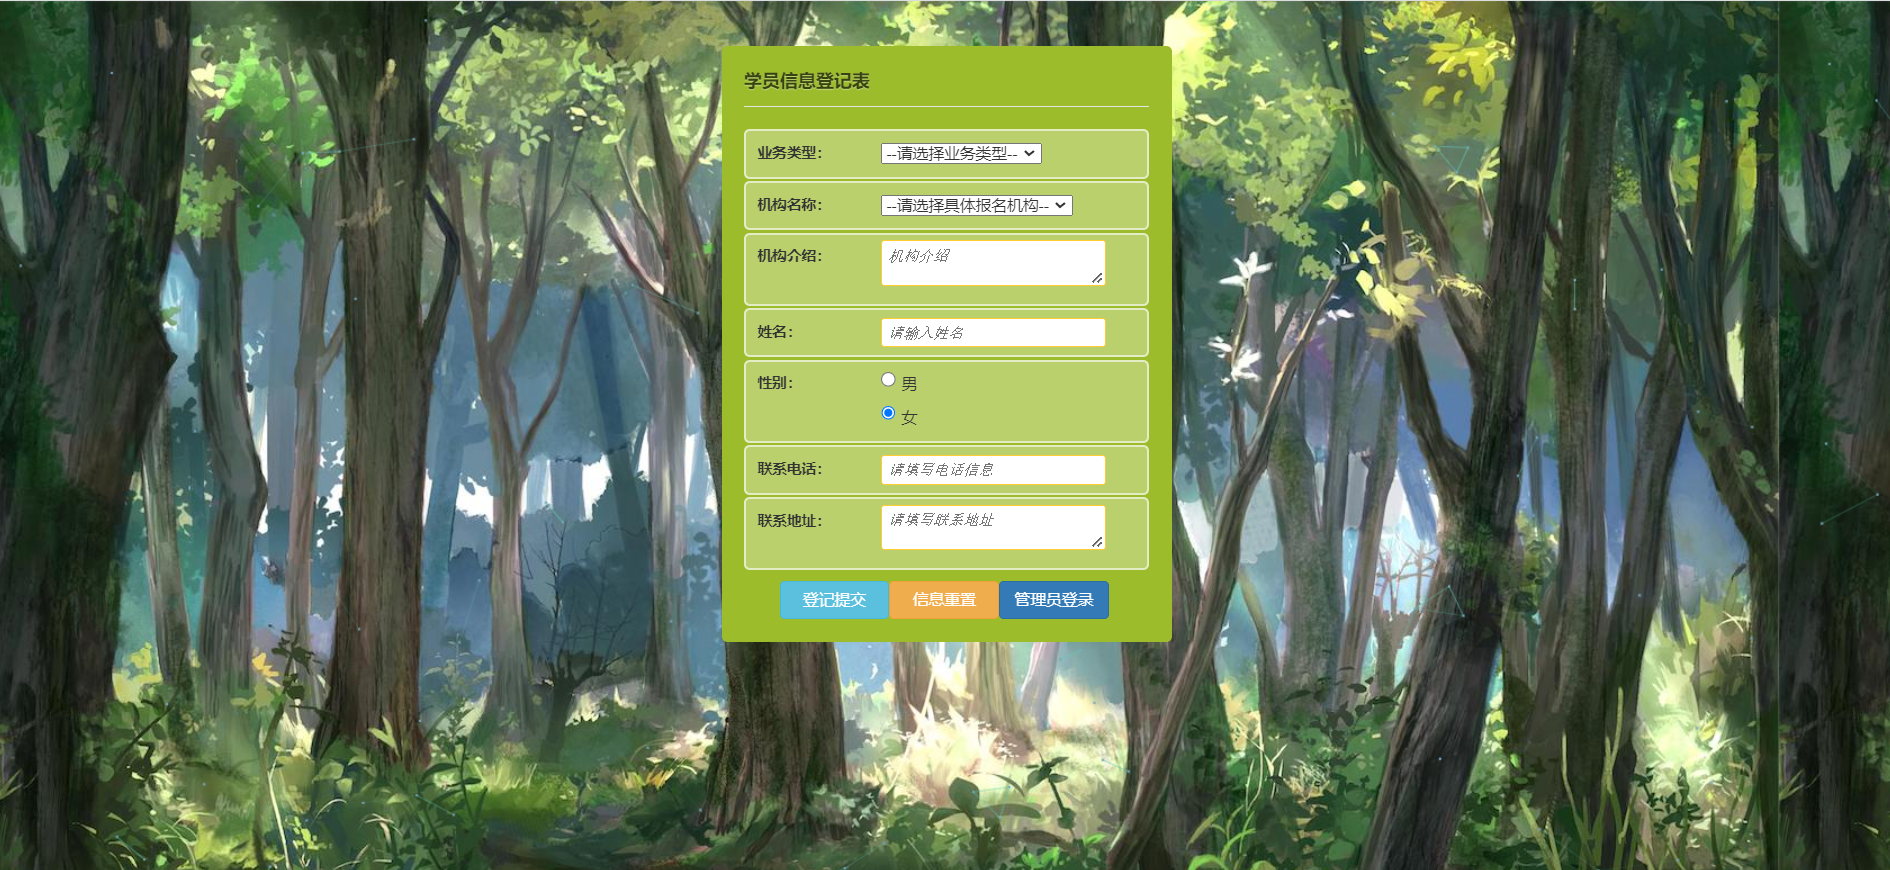 学员信息登记表
业务类型： --请选择业务类型--
机构名称： --请选择具体报名机构--
机构介绍： 机构介绍
姓名： 请输入姓名
性别： 男
女
联系电话： 请填写电话信息
联系地址： 请填写联系地址
登记提交 信息重置 管理员登录